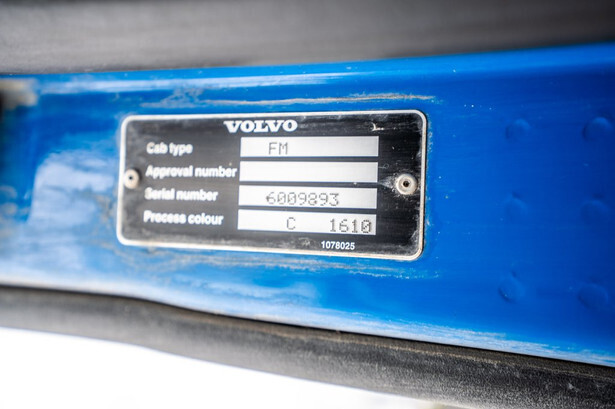 VOLVO
Cab type FM
Approval number
Serial number 6009893
Process colour C 1610
1078025